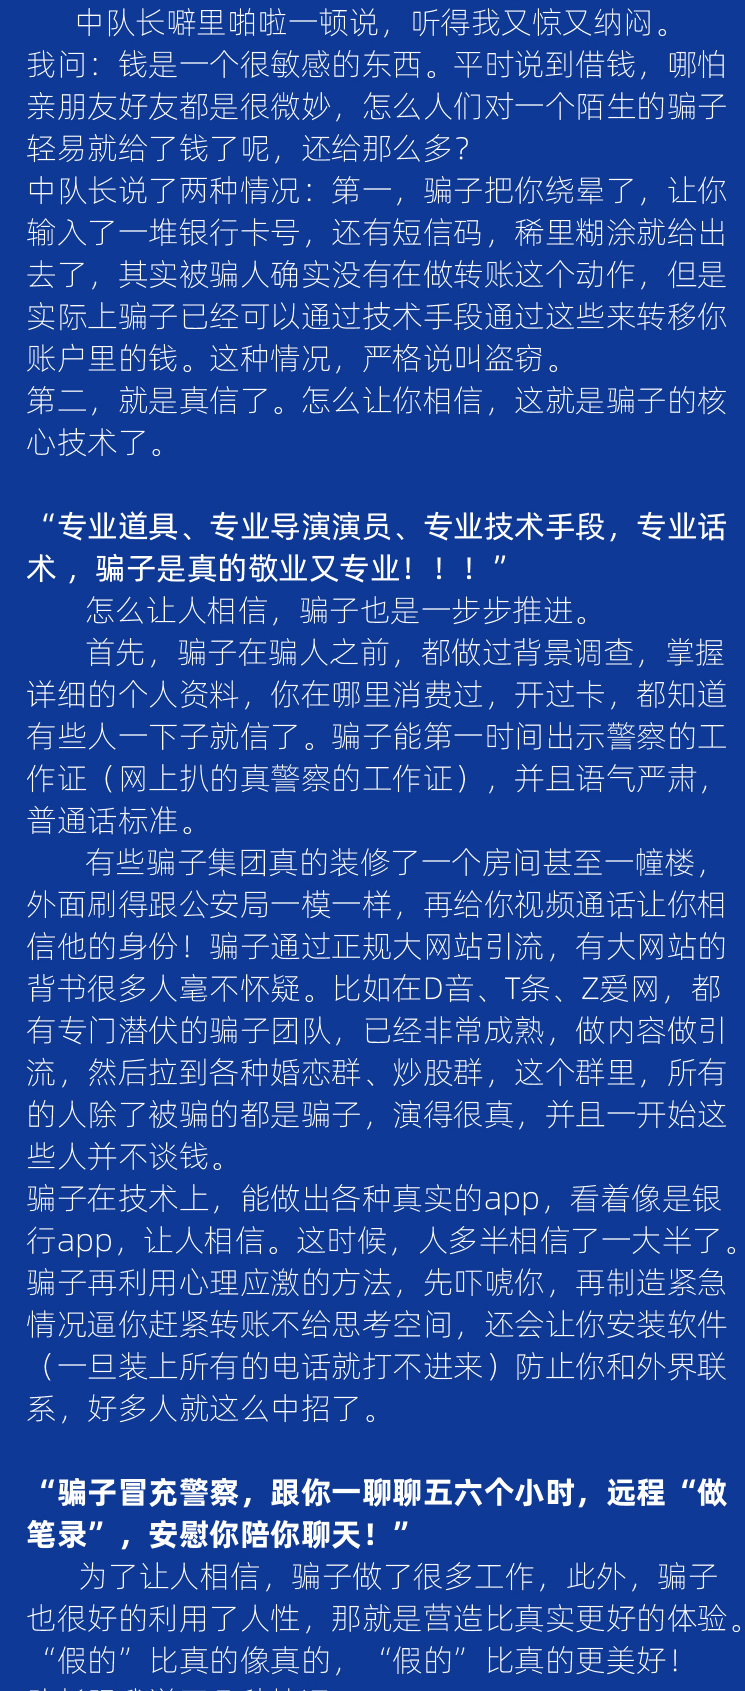 中队长噼里啪啦一顿说，听得我又惊又纳闷。
我问：钱是一个很敏感的东西。平时说到借钱，哪怕
亲朋友好友都是很微妙，怎么人们对一个陌生的骗子
轻易就给了钱了呢，还给那么多？
中队长说了两种情况：第一，骗子把你绕晕了，让你
输入了一堆银行卡号，还有短信码，稀里糊涂就给出
去了，其实被骗人确实没有在做转账这个动作，但是
实际上骗子已经可以通过技术手段通过这些来转移你
账户里的钱。这种情况，严格说叫盗窃。
第二，就是真信了。怎么让你相信，这就是骗子的核
心技术了。
“专业道具、专业导演演员、专业技术手段，专业话
术 ，骗子是真的敬业又专业！！！”
怎么让人相信，骗子也是一步步推进。
首先，骗子在骗人之前，都做过背景调查，掌握
详细的个人资料，你在哪里消费过，开过卡，都知道
有些人一下子就信了。骗子能第一时间出示警察的工
作证（网上扒的真警察的工作证），并且语气严肃，
普通话标准。
有些骗子集团真的装修了一个房间甚至一幢楼，
外面刷得跟公安局一模一样，再给你视频通话让你相
信他的身份！骗子通过正规大网站引流，有大网站的
背书很多人毫不怀疑。比如在D音、T条、Z爱网，都
有专门潜伏的骗子团队，已经非常成熟，做内容做引
流，然后拉到各种婚恋群、炒股群，这个群里，所有
的人除了被骗的都是骗子，演得很真，并且一开始这
些人并不谈钱。
骗子在技术上，能做出各种真实的app，看着像是银
行app，让人相信。这时候，人多半相信了一大半了。
骗子再利用心理应激的方法，先吓唬你，再制造紧急
情况逼你赶紧转账不给思考空间，还会让你安装软件
（一旦装上所有的电话就打不进来）防止你和外界联
系，好多人就这么中招了。
“骗子冒充警察，跟你一聊聊五六个小时，远程“做
笔录”，安慰你陪你聊天！”
为了让人相信，骗子做了很多工作，此外，骗子
也很好的利用了人性，那就是营造比真实更好的体验。
“假的”比真的像真的，“假的”比真的更美好！